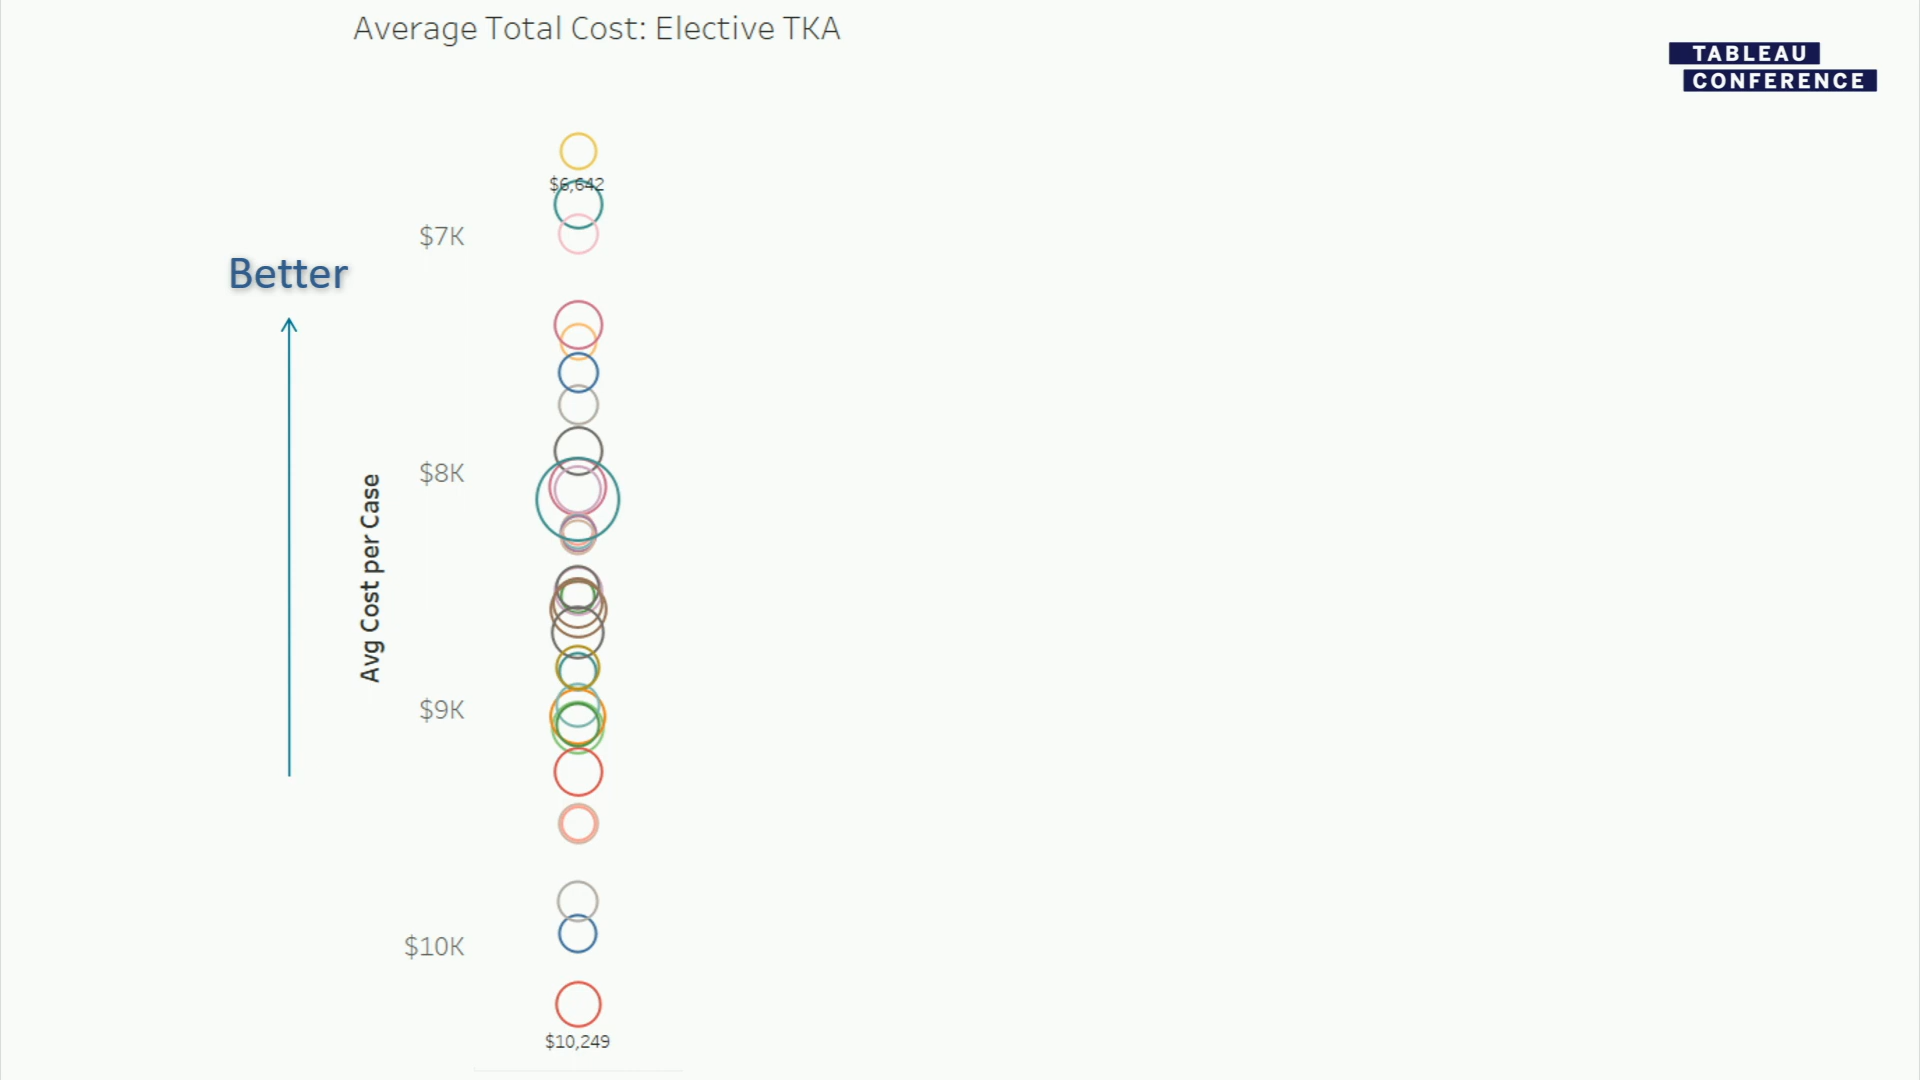 Average Total Cost: Elective TKA
TABLEAU
CONFERENCE
$6,642
$7K
Better
$8K
Avg Cost per Case
$9K
$10K
$10,249